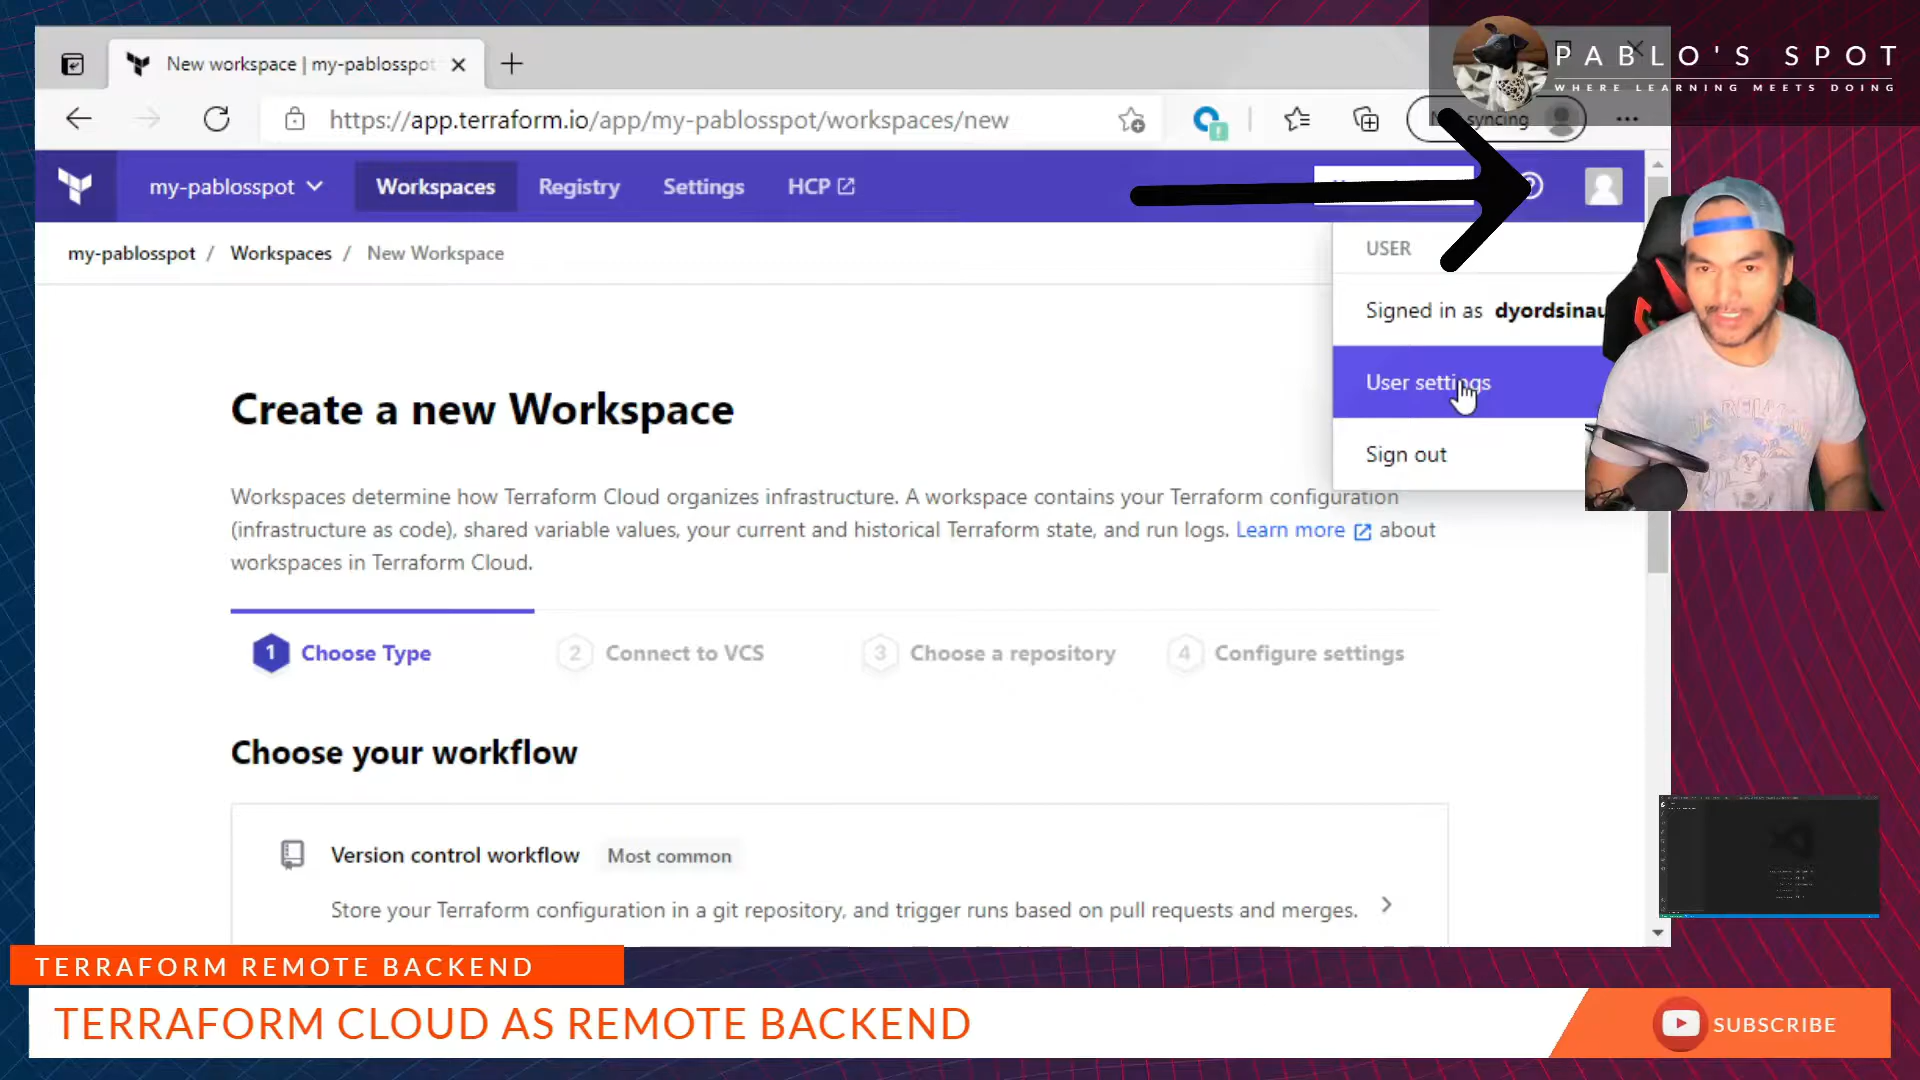 New workspace | my-pablosspot
PABLO'S SPOT
WHERE LEARNING MEETS DOING
https://app.terraform.io/app/my-pablosspot/workspaces/new
syncing
my-pablosspot
Workspaces
Registry
Settings
HCP
my-pablosspot / Workspaces / New Workspace
USER
Signed in as dyordsinau
User settings
Sign out
Create a new Workspace
Workspaces determine how Terraform Cloud organizes infrastructure. A workspace contains your Terraform configuration
(infrastructure as code), shared variable values, your current and historical Terraform state, and run logs. Learn more about
workspaces in Terraform Cloud.
1 Choose Type
2 Connect to VCS
3 Choose a repository
4 Configure settings
Choose your workflow
Version control workflow Most common
Store your Terraform configuration in a git repository, and trigger runs based on pull requests and merges.
TERRAFORM REMOTE BACKEND
TERRAFORM CLOUD AS REMOTE BACKEND
SUBSCRIBE